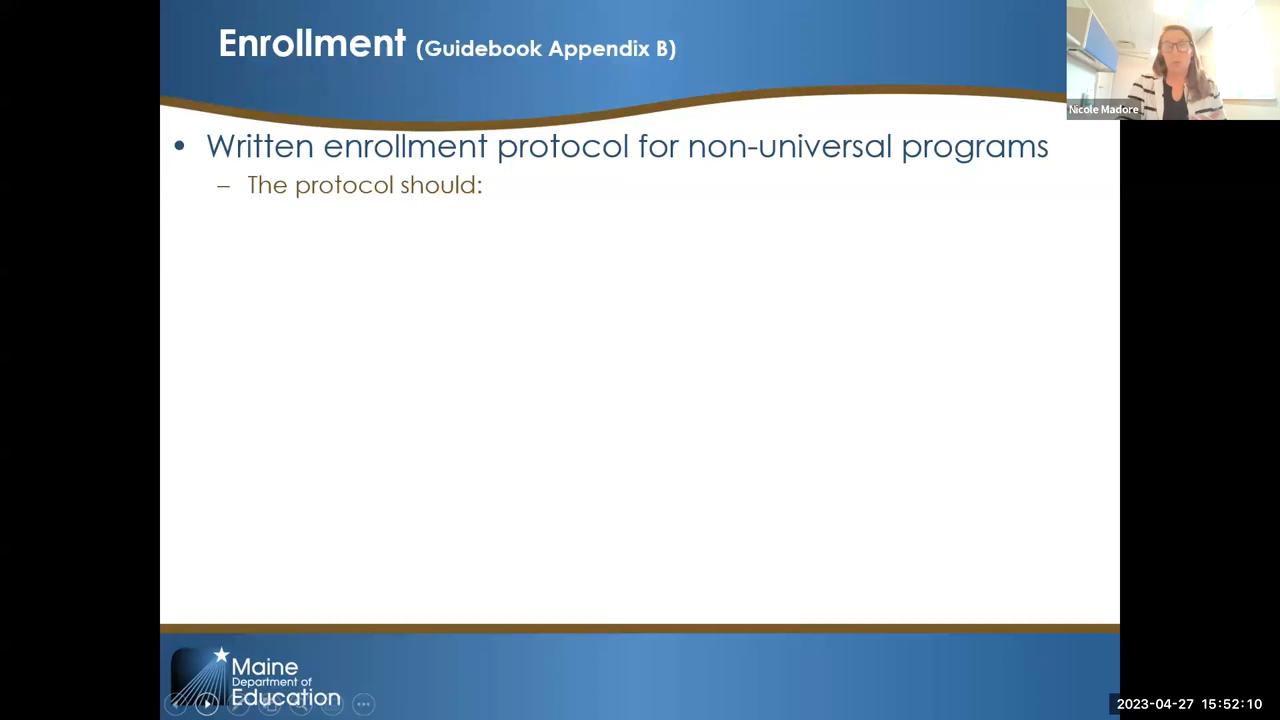 Enrollment (Guidebook Appendix B)
Nicole Madore
• Written enrollment protocol for non-universal programs
– The protocol should:
Maine
Department of
Education
2023-04-27 15:52:10